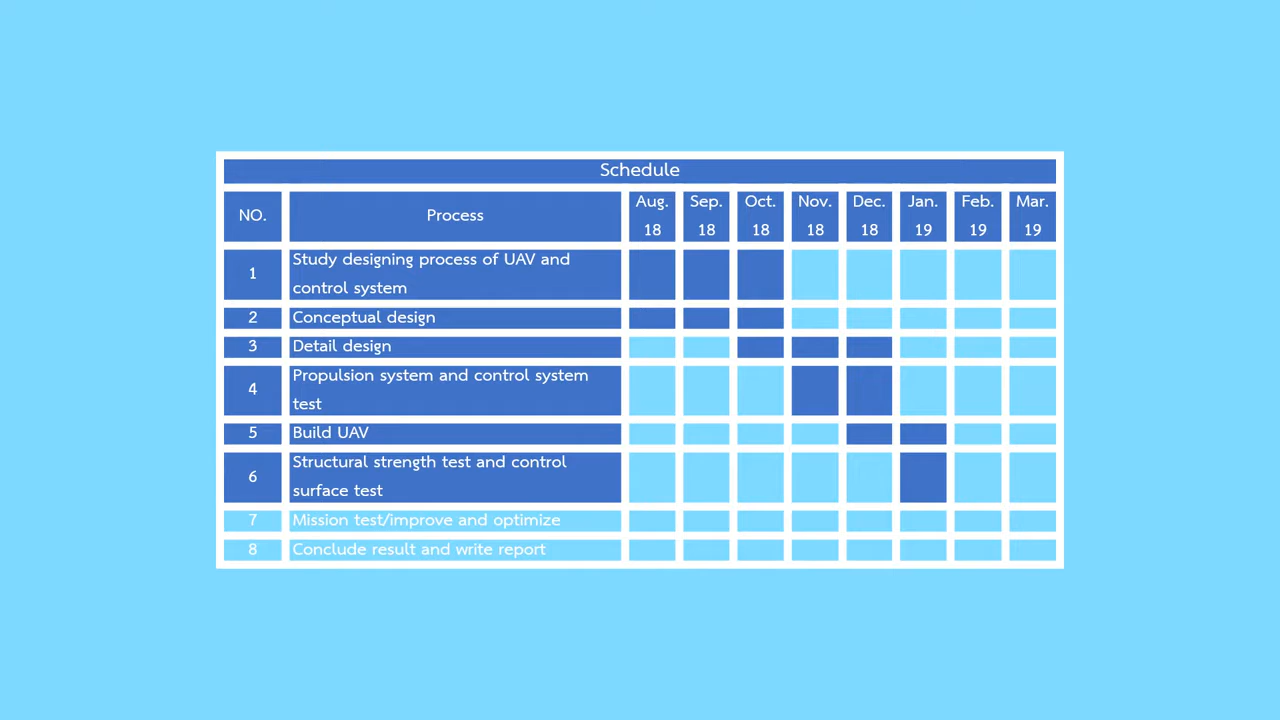 Schedule
NO. Process Aug. 18 Sep. 18 Oct. 18 Nov. 18 Dec. 18 Jan. 19 Feb. 19 Mar. 19
1 Study designing process of UAV and
control system
2 Conceptual design
3 Detail design
4 Propulsion system and control system
test
5 Build UAV
6 Structural strength test and control
surface test
7 Mission test/improve and optimize
8 Conclude result and write report